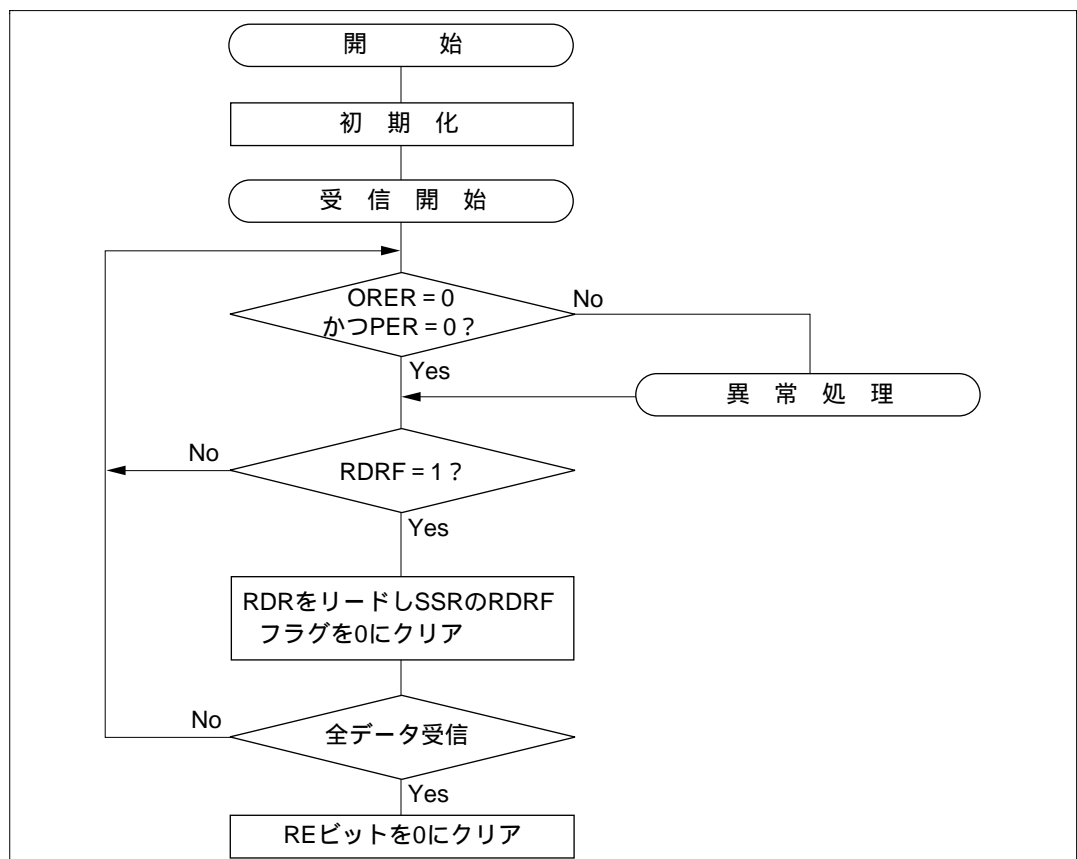 開 始
初 期 化
受 信 開 始
ORER = 0
かつPER = 0？
No
Yes
異 常 処 理
No
RDRF = 1？
Yes
RDRをリードしSSRのRDRF
フラグを0にクリア
No
全データ受信
Yes
REビットを0にクリア